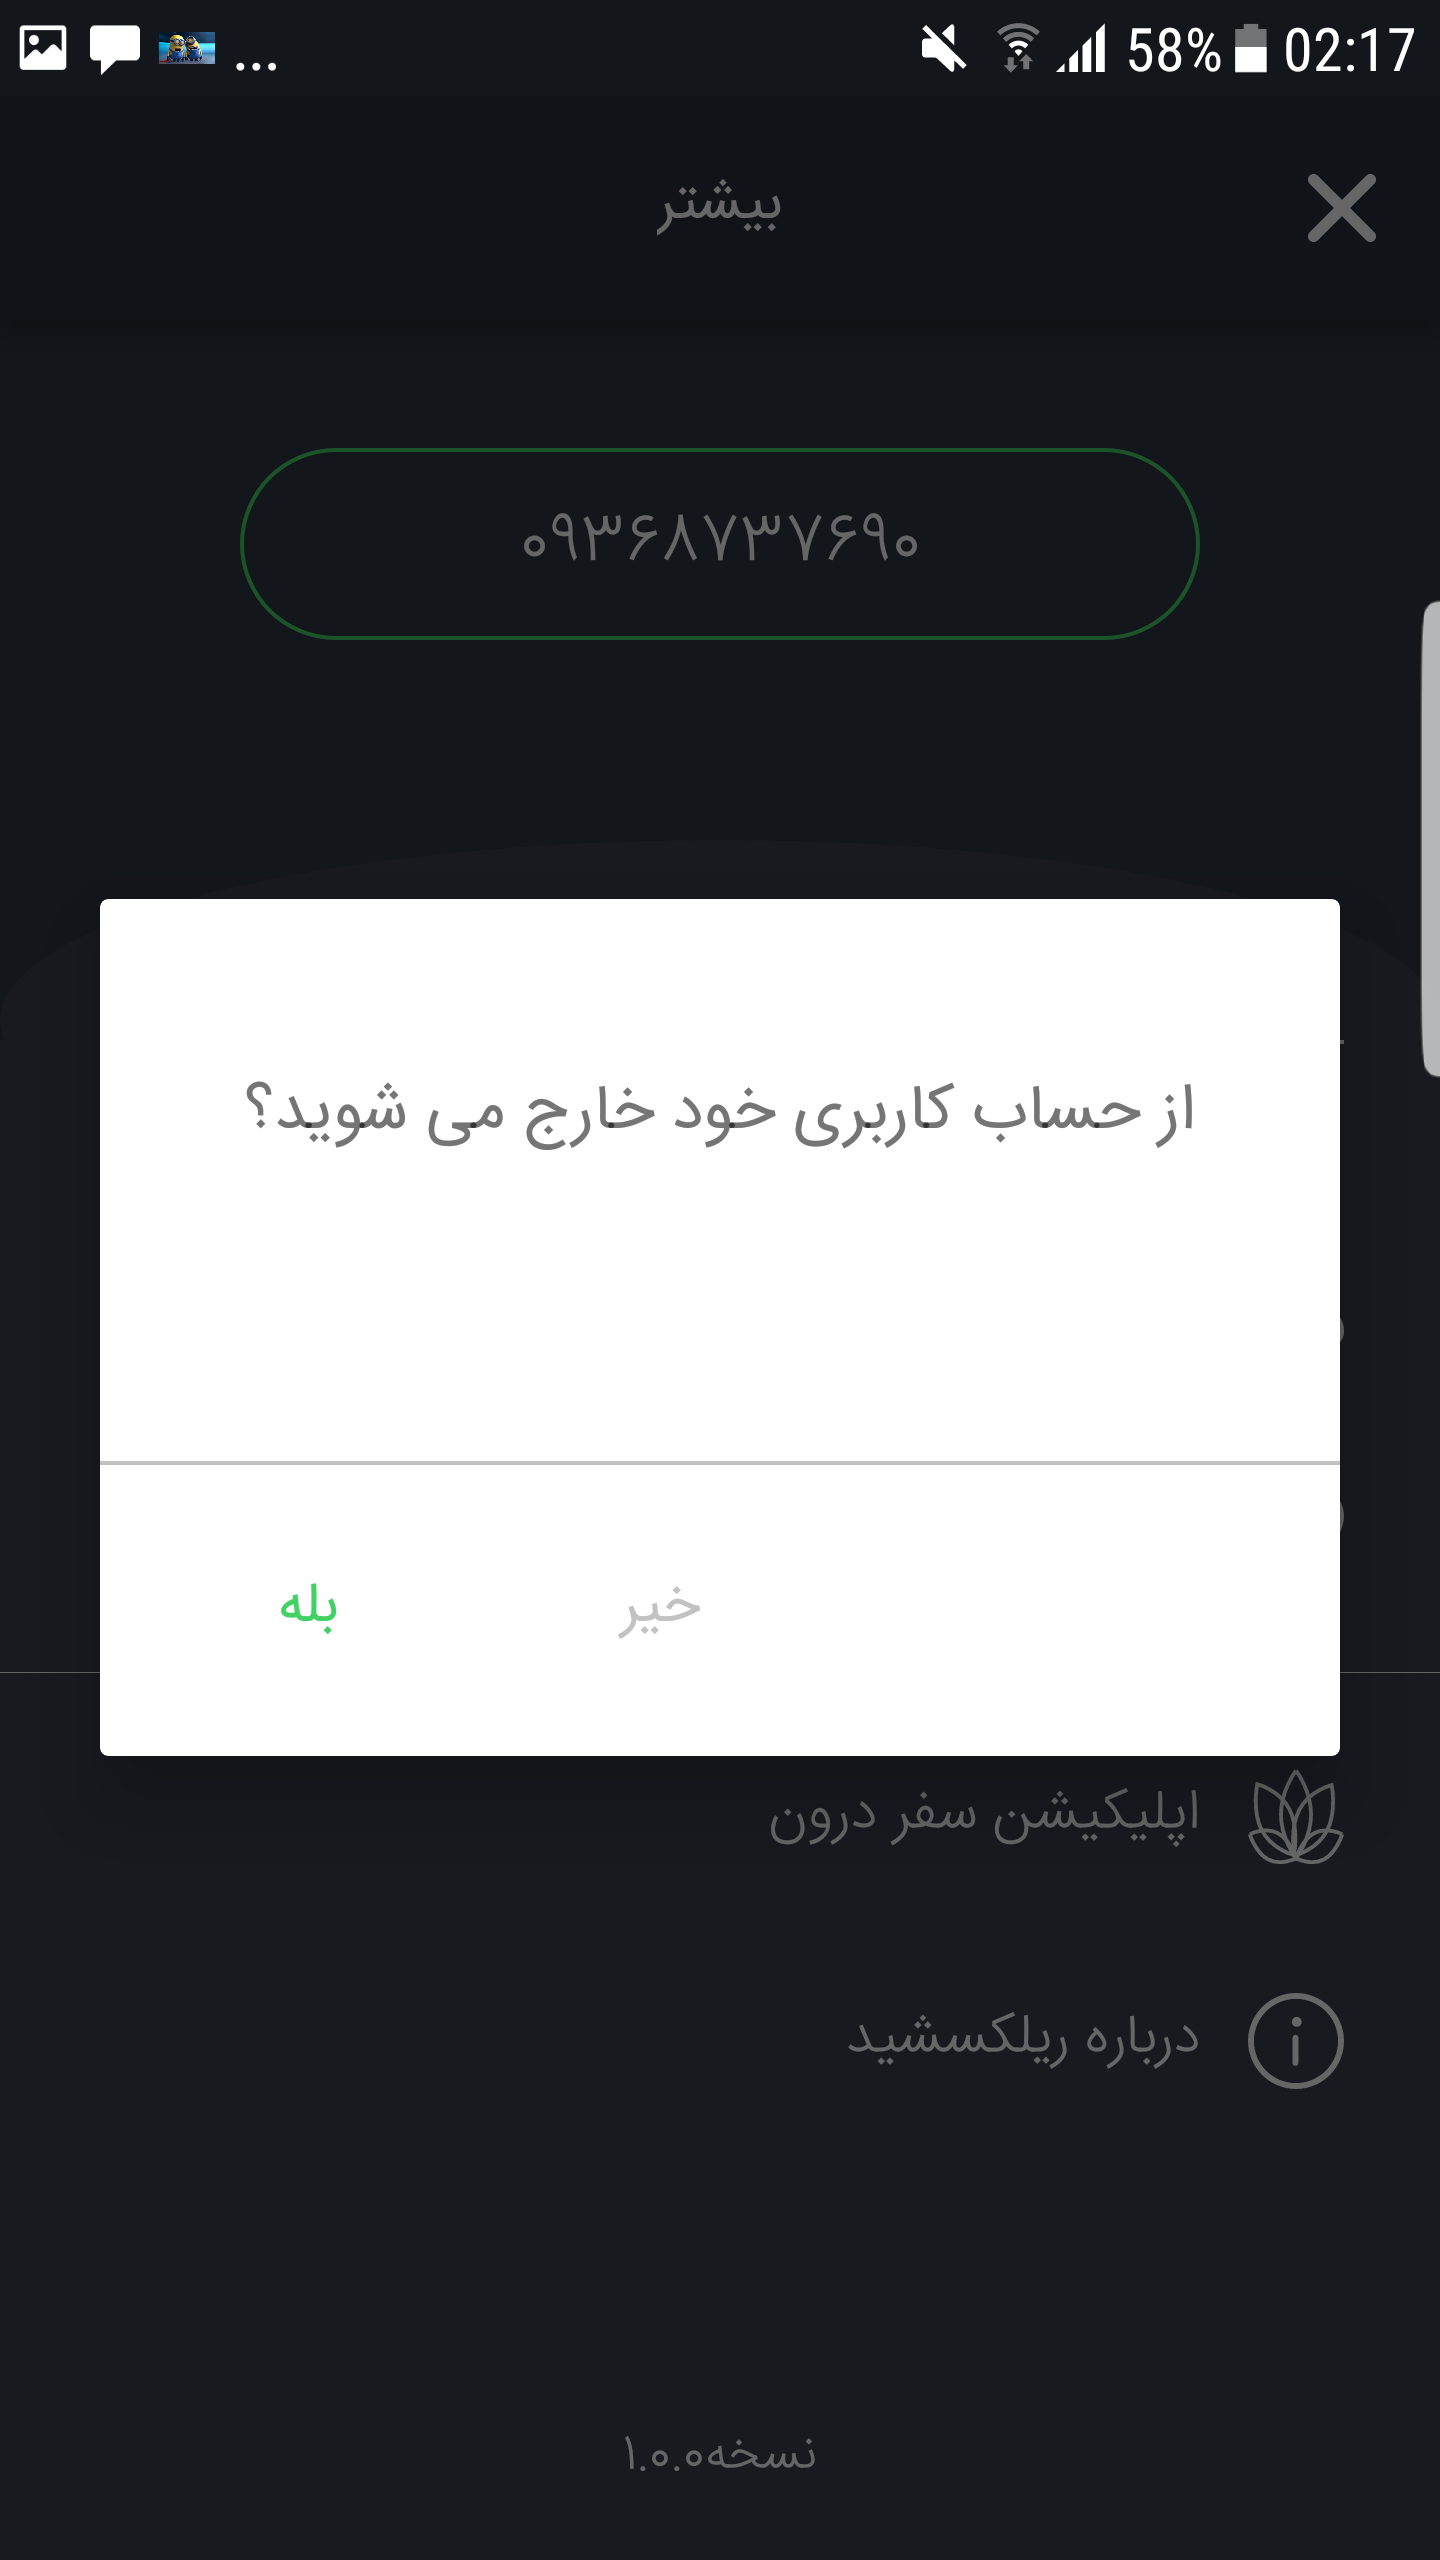 ... 58% 02:17
بیشتر
۰۹۳۶۸۷۳۷۶۹۰
از حساب کاربری خود خارج می شوید؟
خیر
بله
اپلیکیشن سفر درون
درباره ریلکسشید
نسخه۱.۰.۰